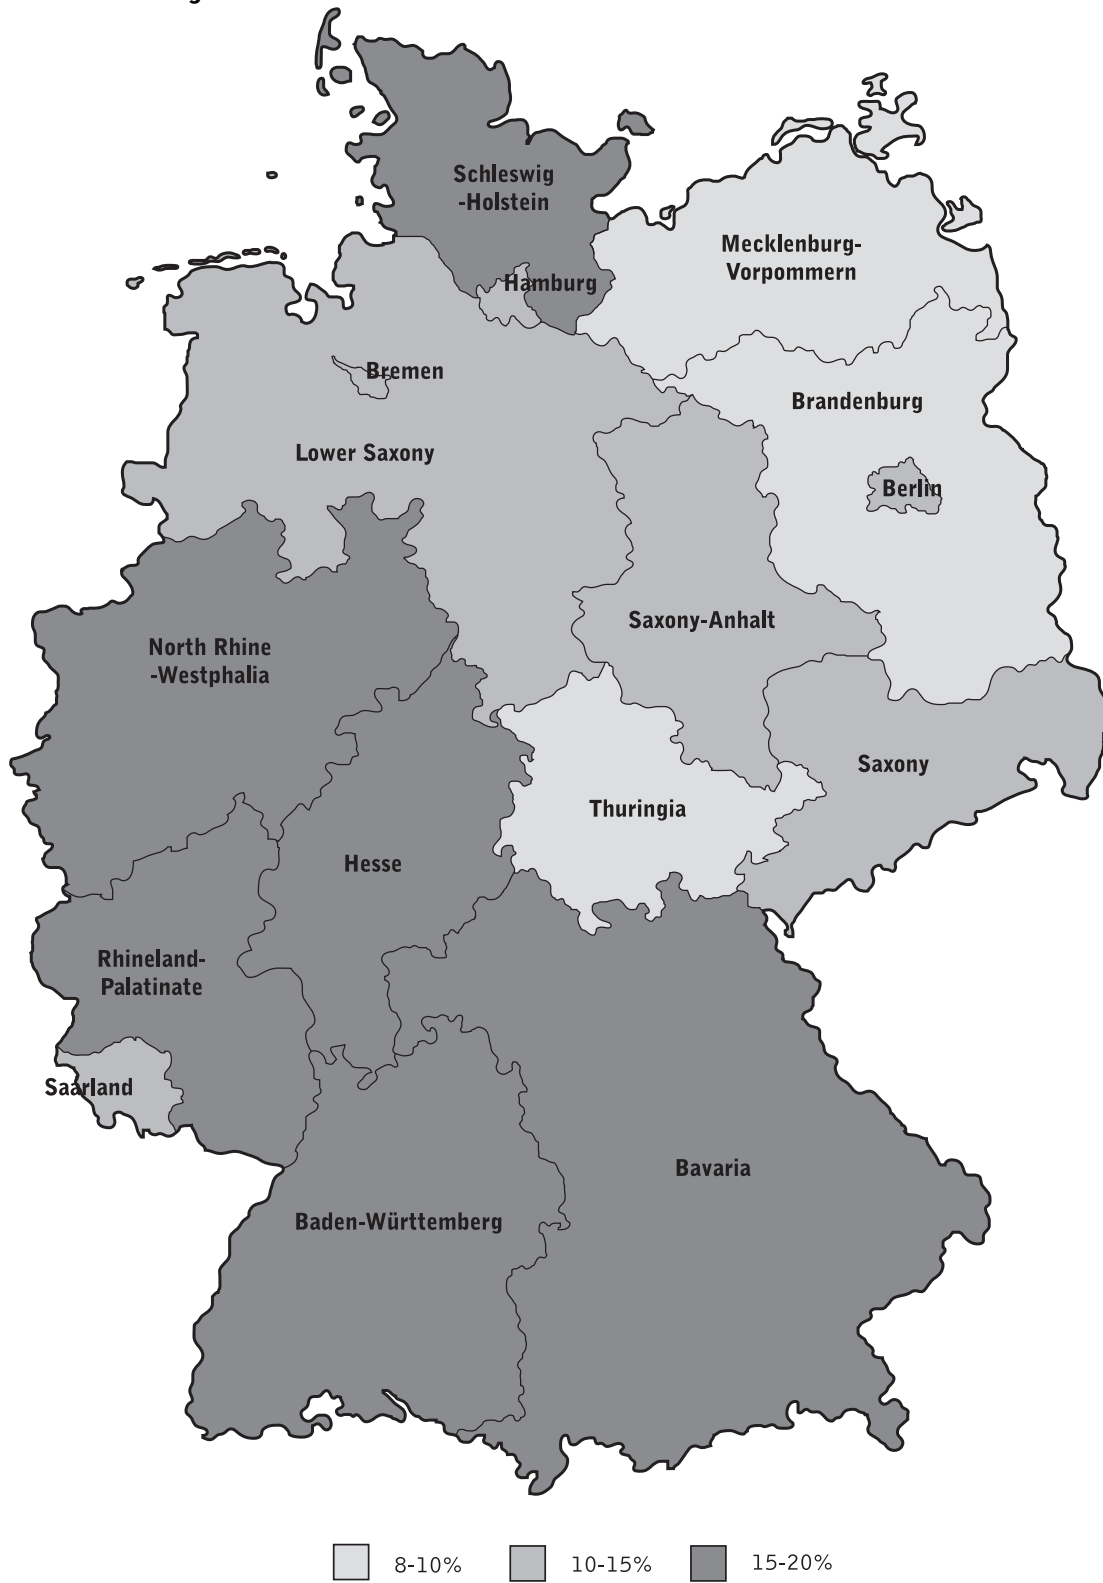 Schleswig
-Holstein
Mecklenburg-
Vorpommern
Hamburg
Bremen
Brandenburg
Lower Saxony
Berlin
Saxony-Anhalt
North Rhine
-Westphalia
Saxony
Thuringia
Hesse
Rhineland-
Palatinate
Saarland
Bavaria
Baden-Württemberg
8-10% 10-15% 15-20%